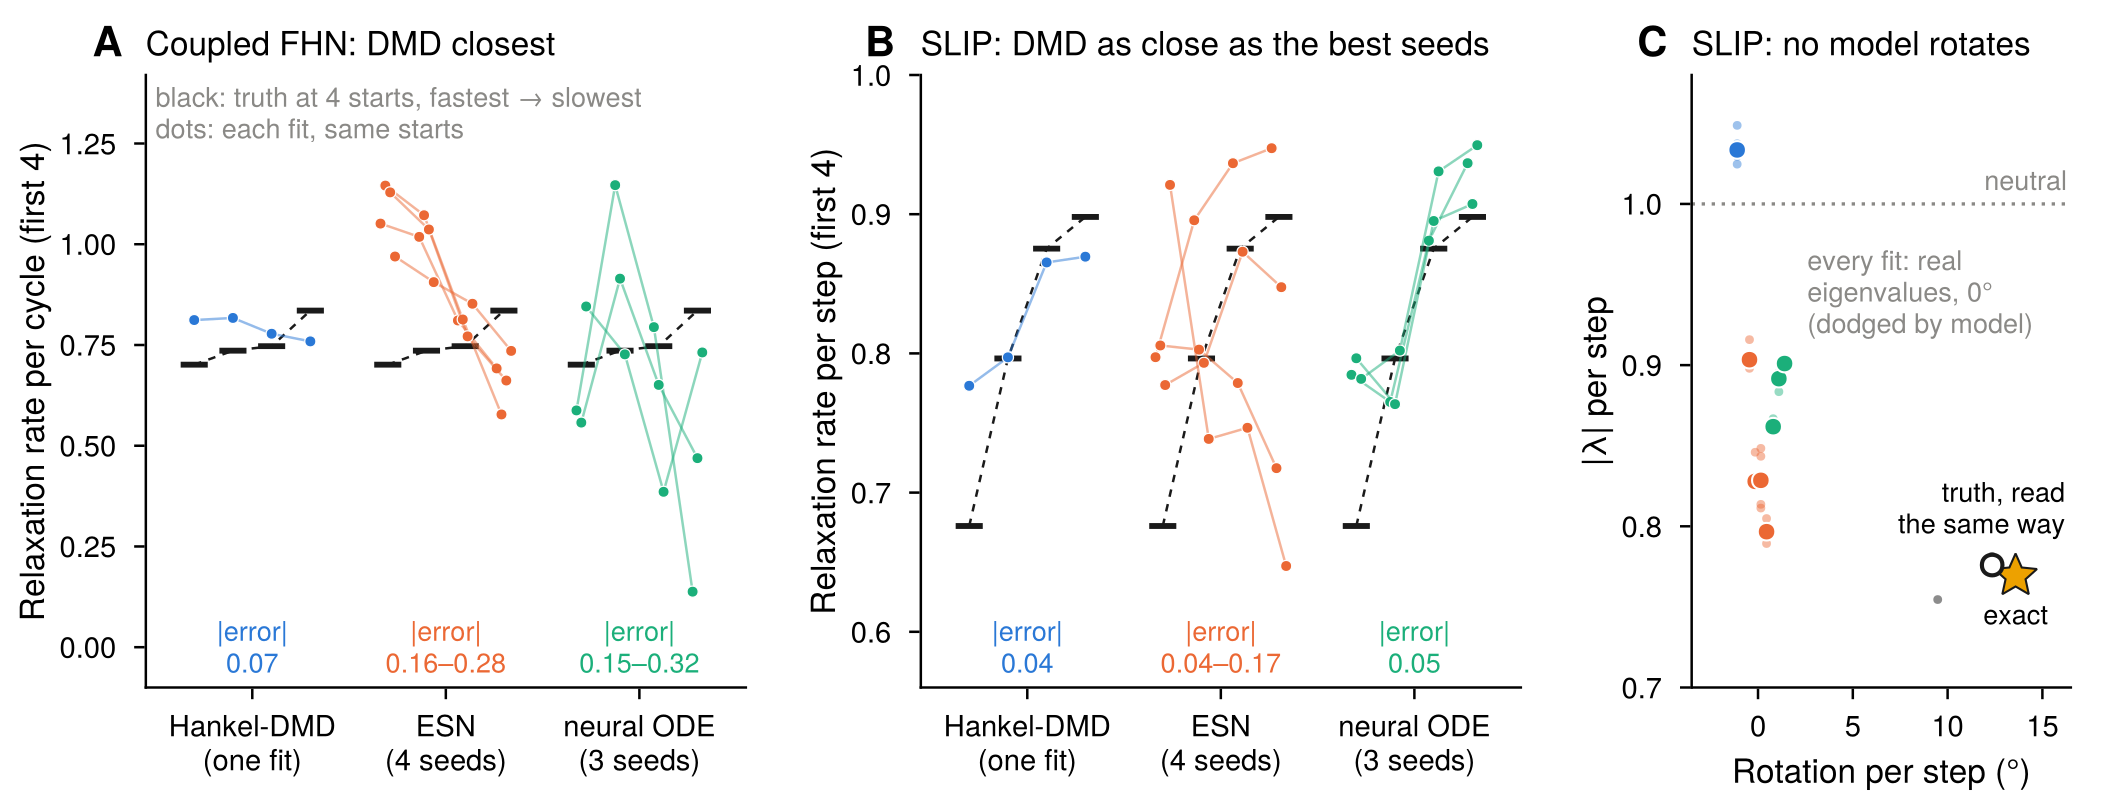 A Coupled FHN: DMD closest
black: truth at 4 starts, fastest → slowest
dots: each fit, same starts
Relaxation rate per cycle (first 4)
1.25
1.00
0.75
0.50
0.25
0.00
|error|
0.07
|error|
0.16–0.28
|error|
0.15–0.32
Hankel-DMD
(one fit)
ESN
(4 seeds)
neural ODE
(3 seeds)
B SLIP: DMD as close as the best seeds
Relaxation rate per step (first 4)
1.0
0.9
0.8
0.7
0.6
|error|
0.04
|error|
0.04–0.17
|error|
0.05
Hankel-DMD
(one fit)
ESN
(4 seeds)
neural ODE
(3 seeds)
C SLIP: no model rotates
|λ| per step
1.0
0.9
0.8
0.7
neutral
every fit: real
eigenvalues, 0°
(dodged by model)
truth, read
the same way
exact
0
5
10
15
Rotation per step (°)